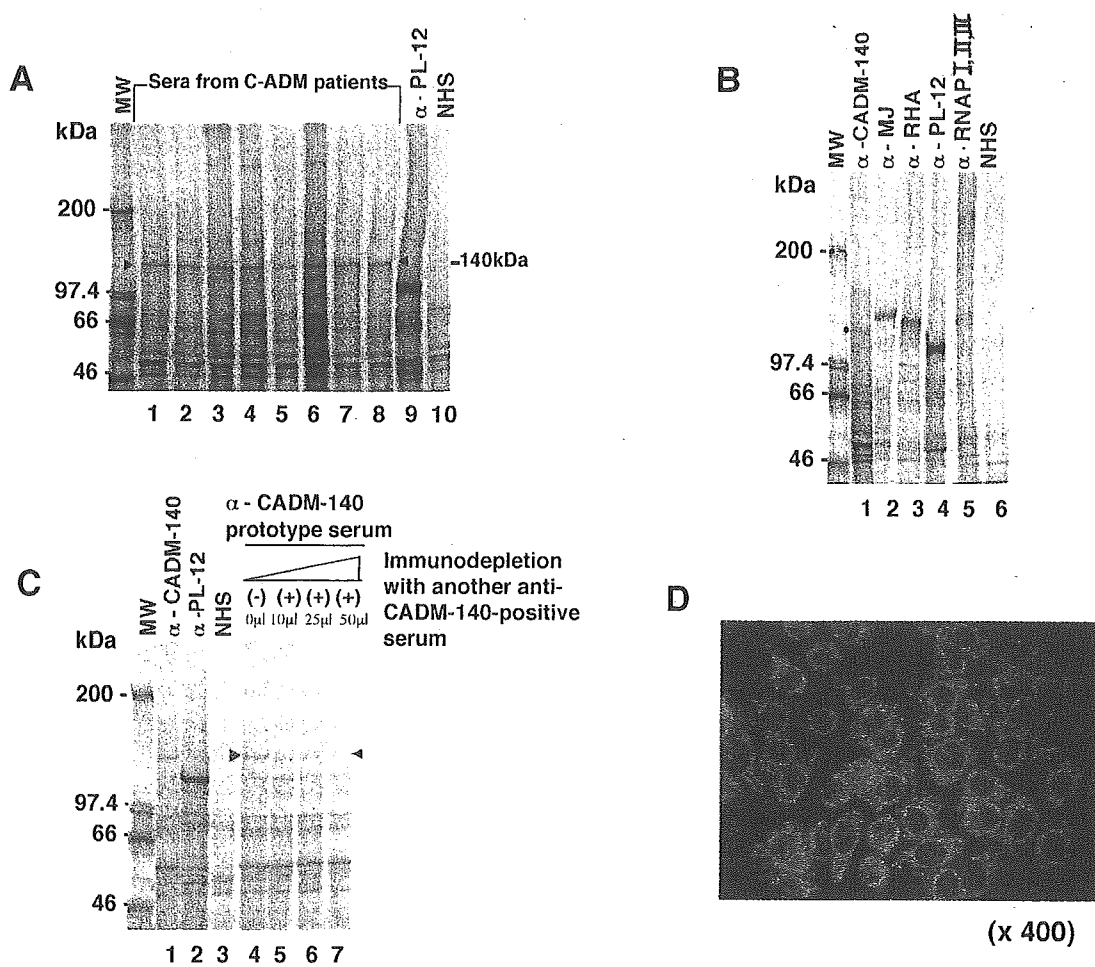 A
MW
Sera from C-ADM patients
α - PL-12
NHS
kDa
200
97.4
66
46
140kDa
1 2 3 4 5 6 7 8 9 10
B
MW
α -CADM-140
α - MJ
α - RHA
α - PL-12
α - RNAP I, II, III
NHS
kDa
200
97.4
66
46
1 2 3 4 5 6
C
MW
α - CADM-140
α -PL-12
NHS
α - CADM-140
prototype serum
(-) (+) (+) (+)
0μl 10μl 25μl 50μl
Immunodepletion
with another anti-
CADM-140-positive
serum
kDa
200
97.4
66
46
1 2 3 4 5 6 7
D
(x 400)